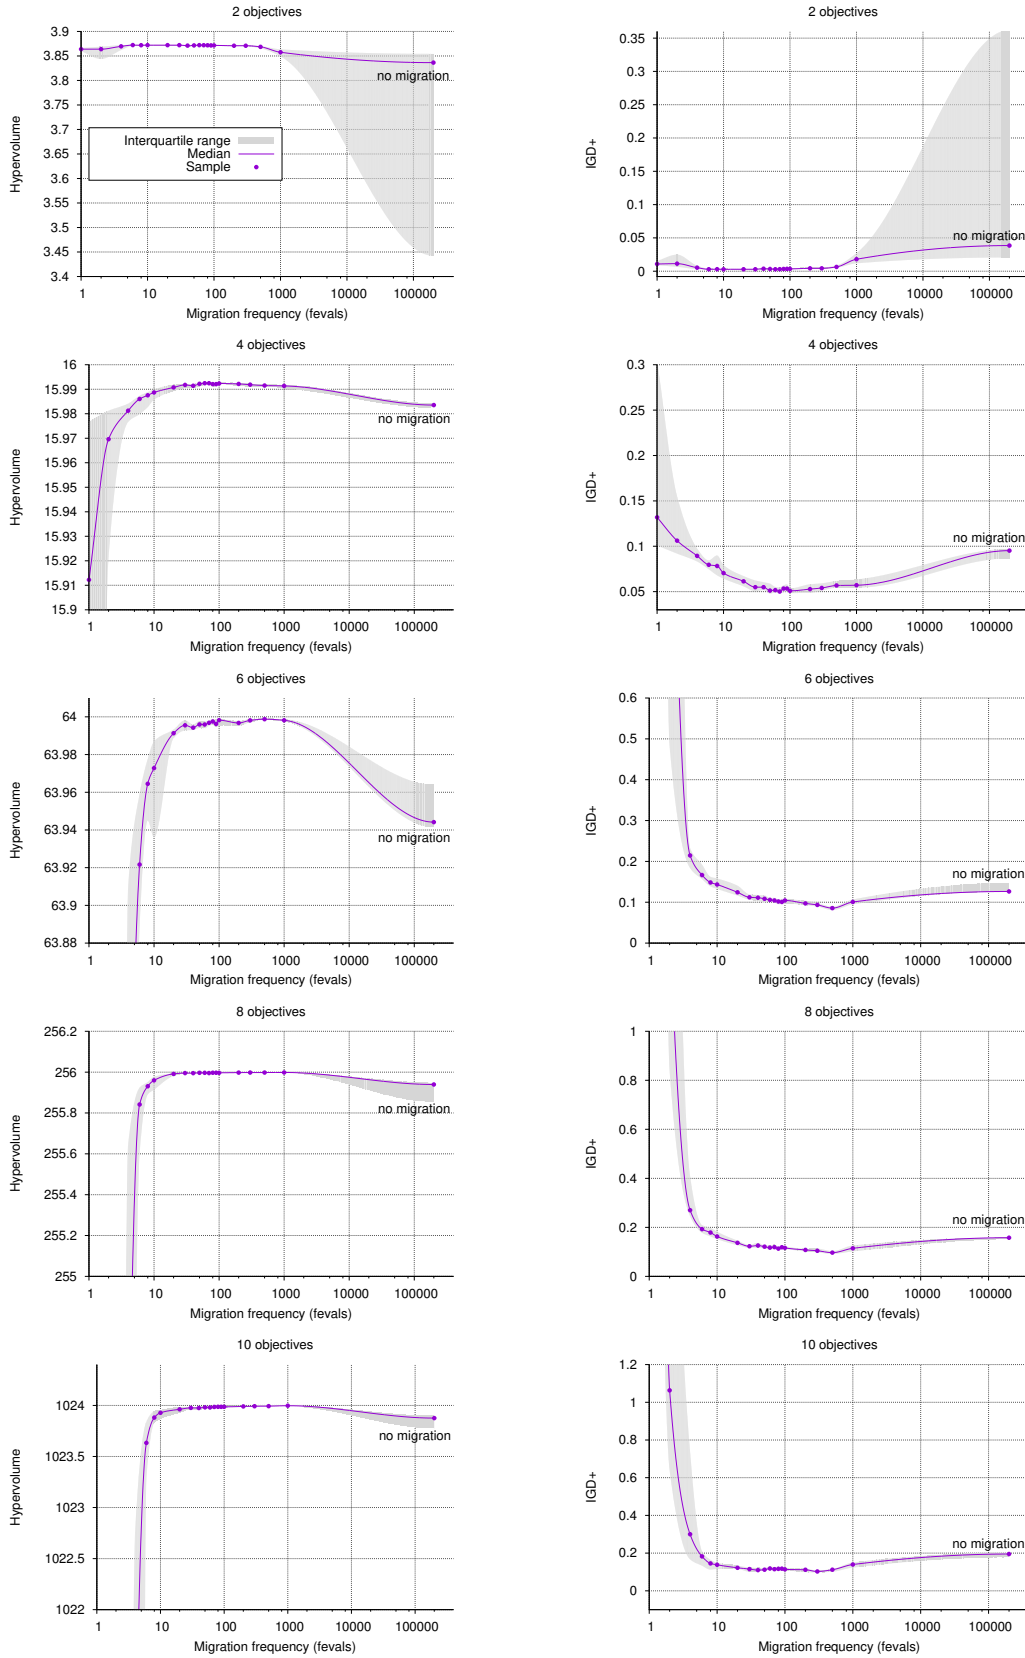 2 objectives
3.9
3.85
3.8
3.75
3.7
3.65
3.6
3.55
3.5
3.45
3.4
Hypervolume
no migration
Interquartile range
Median
Sample
1 10 100 1000 10000 100000
Migration frequency (fevals)
2 objectives
0.35
0.3
0.25
0.2
0.15
0.1
0.05
0
IGD+
no migration
1 10 100 1000 10000 100000
Migration frequency (fevals)
4 objectives
16
15.99
15.98
15.97
15.96
15.95
15.94
15.93
15.92
15.91
15.9
Hypervolume
no migration
1 10 100 1000 10000 100000
Migration frequency (fevals)
4 objectives
0.3
0.25
0.2
0.15
0.1
0.05
IGD+
no migration
1 10 100 1000 10000 100000
Migration frequency (fevals)
6 objectives
64
63.98
63.96
63.94
63.92
63.9
63.88
Hypervolume
no migration
1 10 100 1000 10000 100000
Migration frequency (fevals)
6 objectives
0.6
0.5
0.4
0.3
0.2
0.1
0
IGD+
no migration
1 10 100 1000 10000 100000
Migration frequency (fevals)
8 objectives
256.2
256
255.8
255.6
255.4
255.2
255
Hypervolume
no migration
1 10 100 1000 10000 100000
Migration frequency (fevals)
8 objectives
1
0.8
0.6
0.4
0.2
0
IGD+
no migration
1 10 100 1000 10000 100000
Migration frequency (fevals)
10 objectives
1024
1023.5
1023
1022.5
1022
Hypervolume
no migration
1 10 100 1000 10000 100000
Migration frequency (fevals)
10 objectives
1.2
1
0.8
0.6
0.4
0.2
0
IGD+
no migration
1 10 100 1000 10000 100000
Migration frequency (fevals)